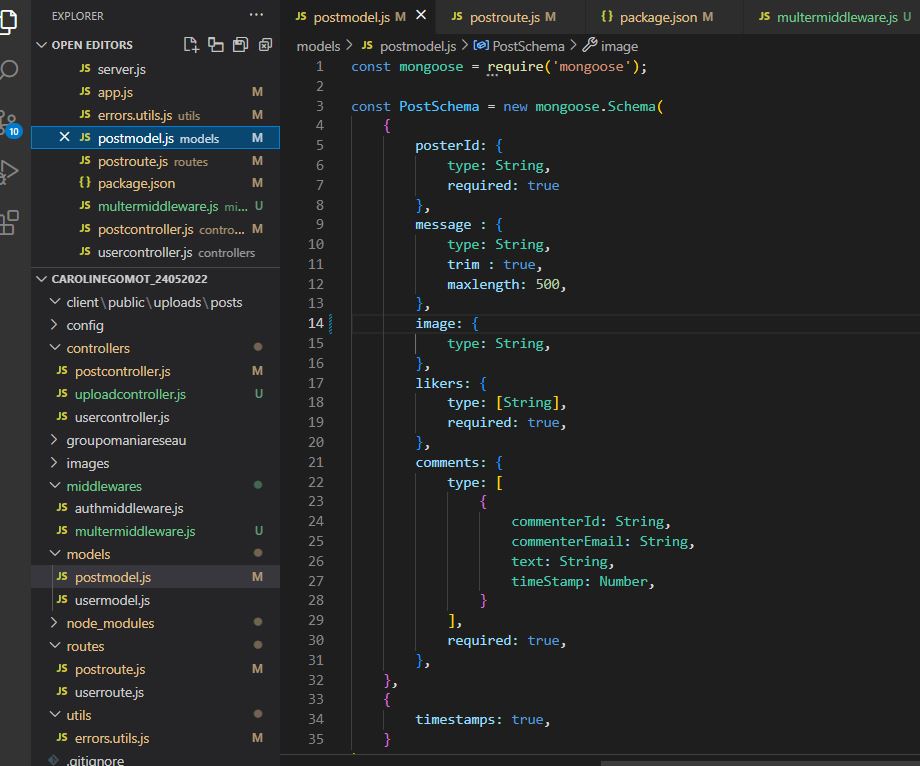 EXPLORER ...
OPEN EDITORS
JS server.js
JS app.js M
JS errors.utils.js utils M
JS postmodel.js models M
JS postroute.js routes M
{} package.json M
JS multermiddleware.js mi... U
JS postcontroller.js contro... M
JS usercontroller.js controllers
10
CAROLINEGOMOT_24052022
client\public\uploads\posts
config
controllers
JS postcontroller.js M
JS uploadcontroller.js U
JS usercontroller.js
groupomaniareseau
images
middlewares
JS authmiddleware.js
JS multermiddleware.js U
models
JS postmodel.js M
JS usermodel.js
node_modules
routes
JS postroute.js M
JS userroute.js
utils
JS errors.utils.js M
.gitignore
JS postmodel.js M JS postroute.js M {} package.json M JS multermiddleware.js U
models > JS postmodel.js > PostSchema > image
1 const mongoose = require('mongoose');
2
3 const PostSchema = new mongoose.Schema(
4 {
5 posterId: {
6 type: String,
7 required: true
8 },
9 message : {
10 type: String,
11 trim : true,
12 maxlength: 500,
13 },
14 image: {
15 type: String,
16 },
17 likers: {
18 type: [String],
19 required: true,
20 },
21 comments: {
22 type: [
23 {
24 commenterId: String,
25 commenterEmail: String,
26 text: String,
27 timeStamp: Number,
28 }
29 ],
30 required: true,
31 },
32 },
33 {
34 timestamps: true,
35 }